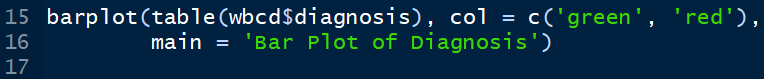 15 barplot(table(wbcd$diagnosis), col = c('green', 'red'),
16         main = 'Bar Plot of Diagnosis')
17